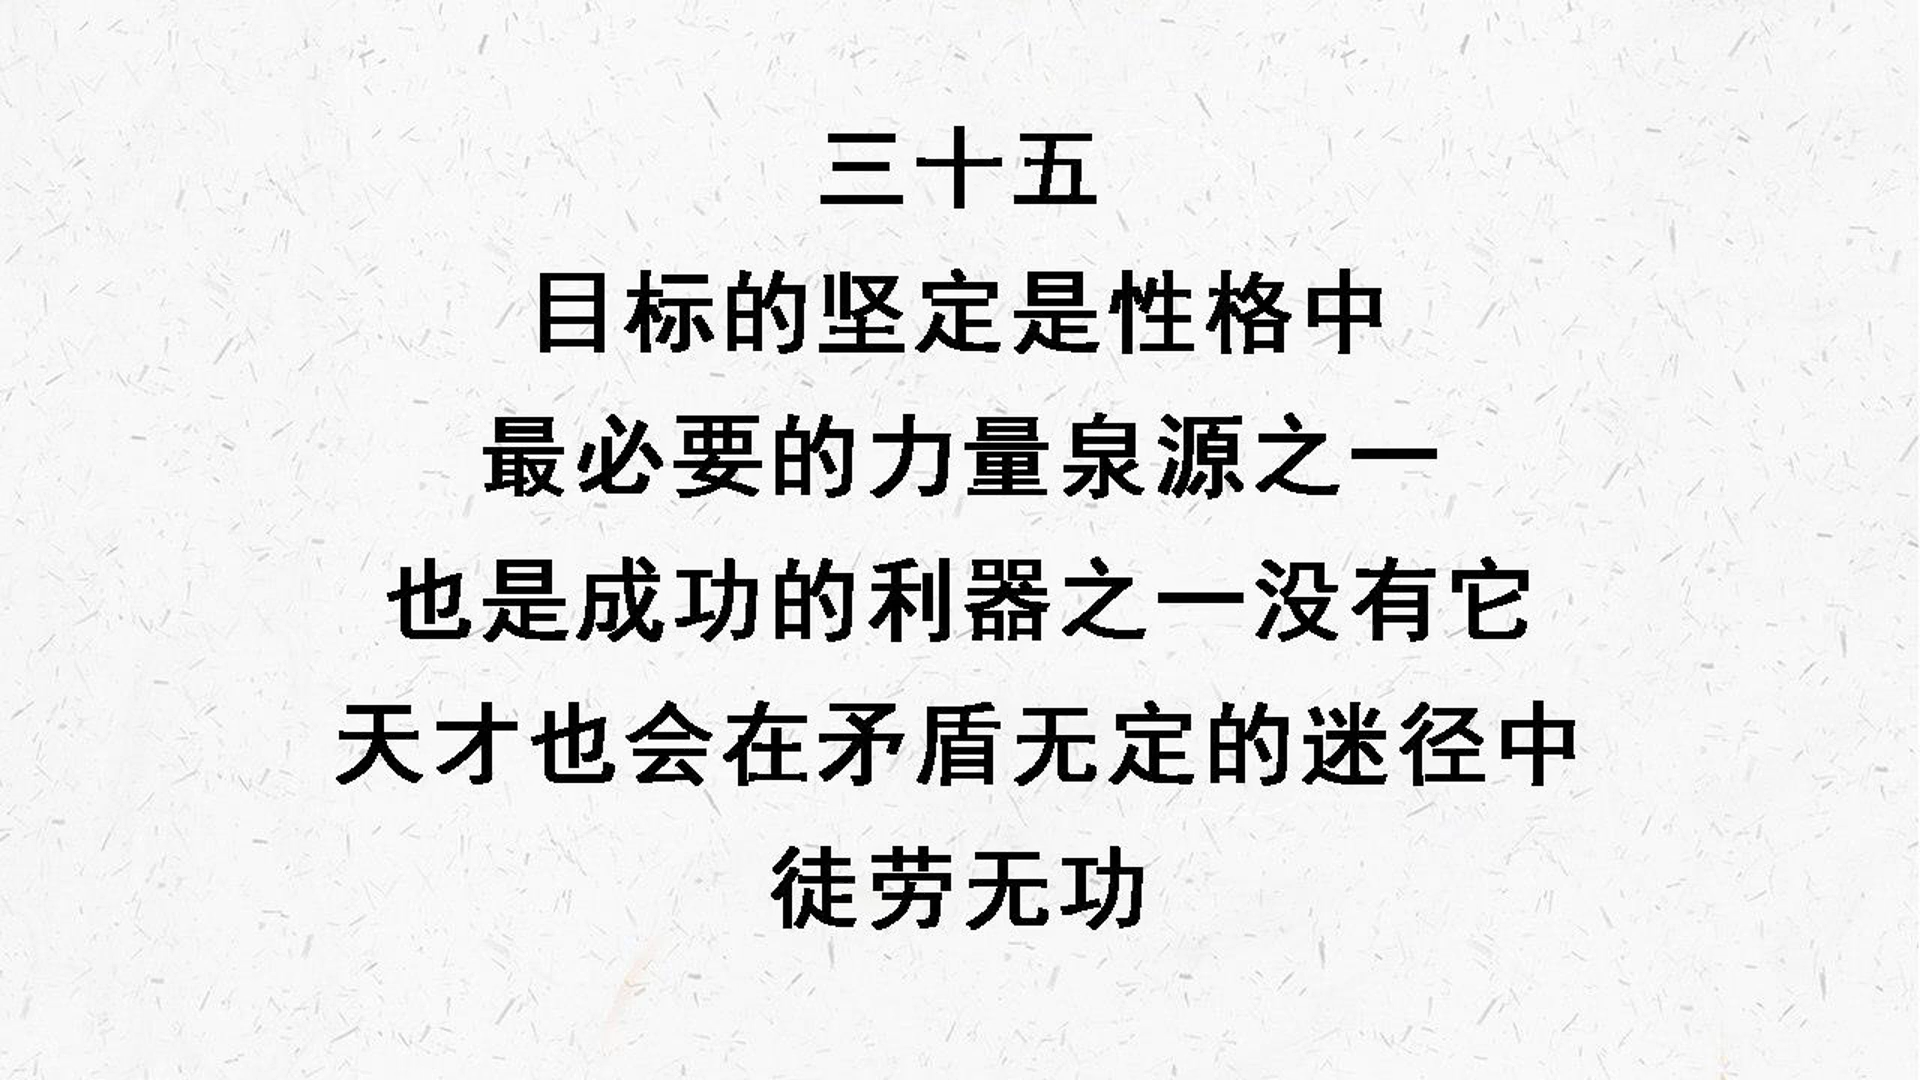 三十五
目标的坚定是性格中
最必要的力量泉源之一
也是成功的利器之一没有它
天才也会在矛盾无定的迷径中
徒劳无功